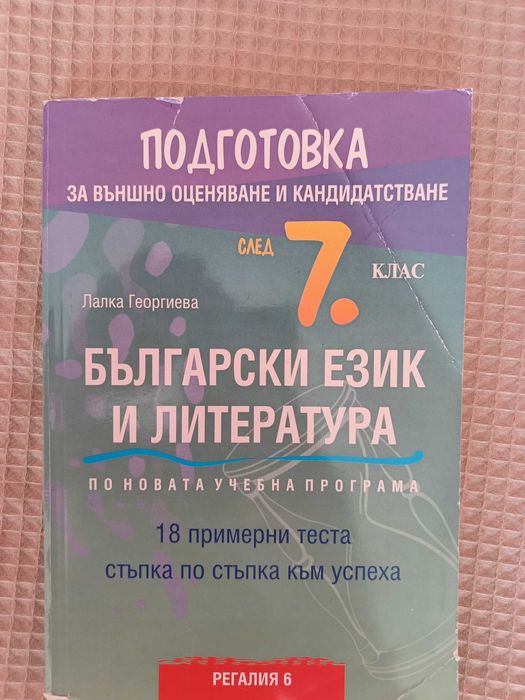 ПОДГОТОВКА
ЗА ВЪНШНО ОЦЕНЯВАНЕ И КАНДИДАТСТВАНЕ
СЛЕД 7. КЛАС
Лалка Георгиева
БЪЛГАРСКИ ЕЗИК
И ЛИТЕРАТУРА
ПО НОВАТА УЧЕБНА ПРОГРАМА
18 примерни теста
стъпка по стъпка към успеха
РЕГАЛИЯ 6